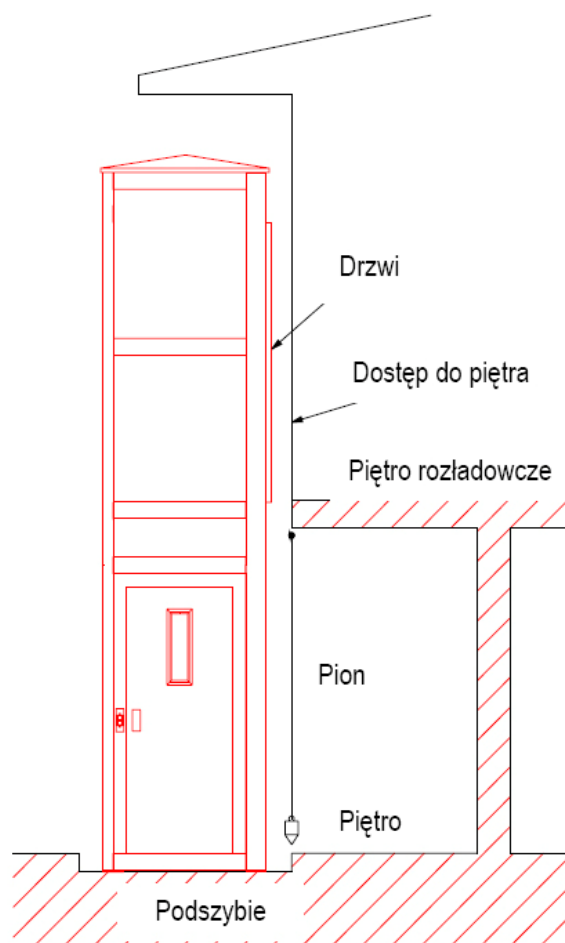 Drzwi
Dostęp do piętra
Piętro rozładowcze
Pion
Piętro
Podszybie